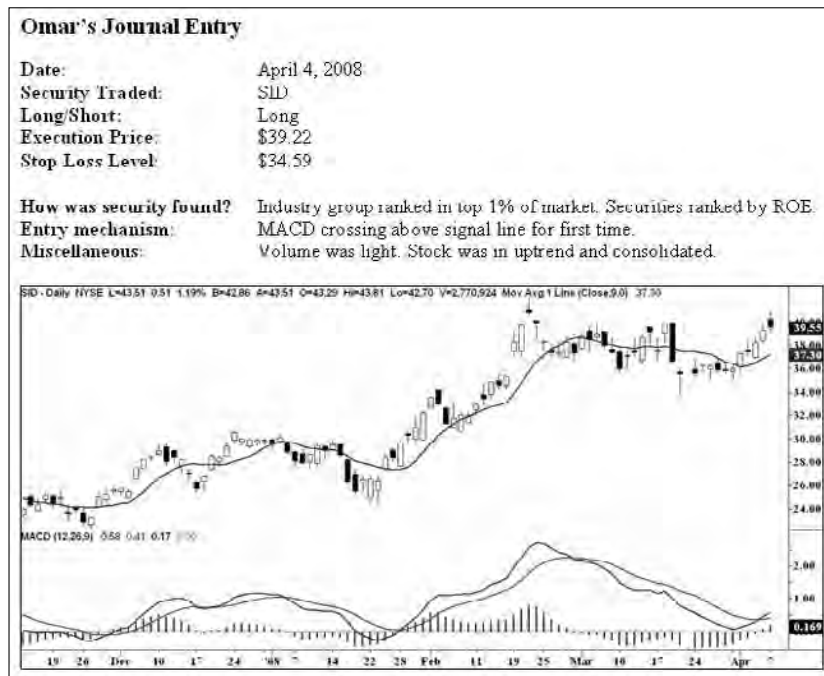 Omar's Journal Entry
Date: April 4, 2008
Security Traded: SID
Long/Short: Long
Execution Price: $39.22
Stop Loss Level: $34.59
How was security found? Industry group ranked in top 1% of market. Securities ranked by ROE.
Entry mechanism: MACD crossing above signal line for first time.
Miscellaneous: Volume was light. Stock was in uptrend and consolidated.
SID - Daily NYSE L=43.51 0.51 1.19% B=42.86 A=43.51 O=43.29 Hi=43.81 Lo=42.70 V=2,770,924 Mov Avg 1 Line (Close,9,0) 37.30
39.55
38.00
37.30
36.00
34.00
32.00
30.00
28.00
26.00
24.00
MACD (12,26,9) 0.58 0.41 0.17
2.00
1.00
0.169
19 26 Dec 10 17 24 '08 7 14 22 28 Feb 11 19 25 Mar 10 17 24 Apr 7